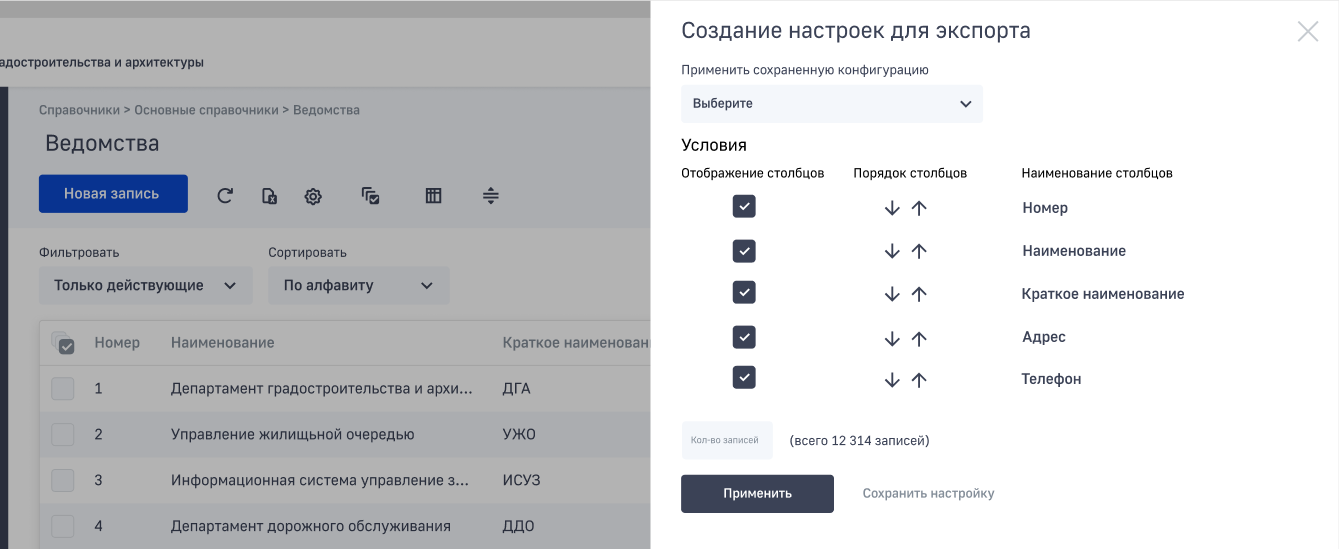 адостроительства и архитектуры
Справочники > Основные справочники > Ведомства
Ведомства
Новая запись
Фильтровать
Сортировать
Только действующие
По алфавиту
Номер Наименование Краткое наименован
1 Департамент градостроительства и архи... ДГА
2 Управление жилищьной очередью УЖО
3 Информационная система управление з... ИСУЗ
4 Департамент дорожного обслуживания ДДО
Создание настроек для экспорта
Применить сохраненную конфигурацию
Выберите
Условия
Отображение столбцов Порядок столбцов Наименование столбцов
Номер
Наименование
Краткое наименование
Адрес
Телефон
Кол-во записей (всего 12 314 записей)
Применить Сохранить настройку